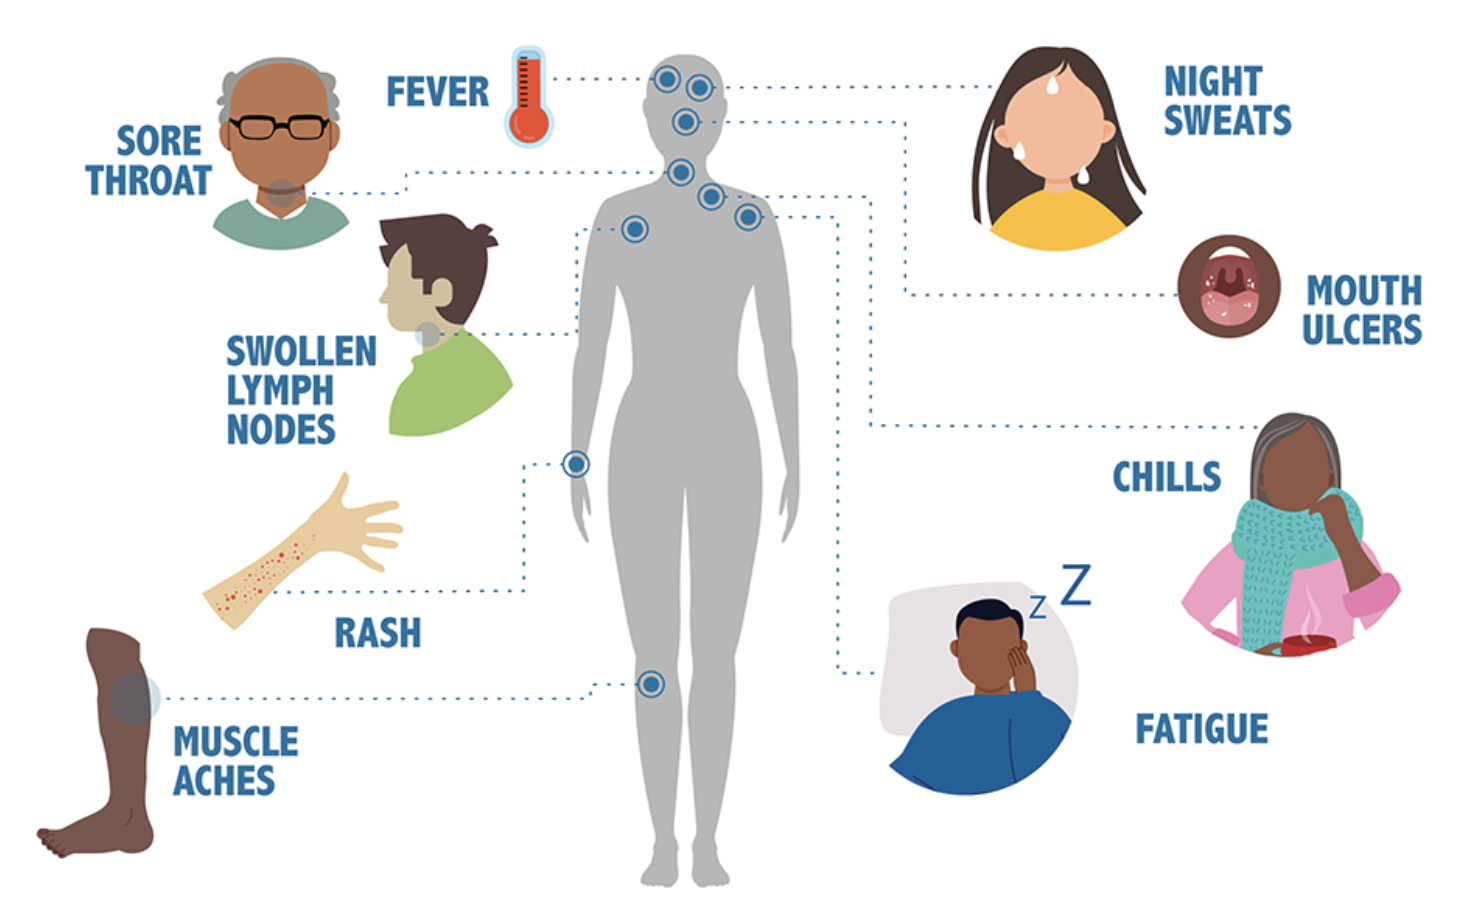 FEVER
SORE
THROAT
SWOLLEN
LYMPH
NODES
RASH
MUSCLE
ACHES
NIGHT
SWEATS
MOUTH
ULCERS
CHILLS
Z Z
FATIGUE